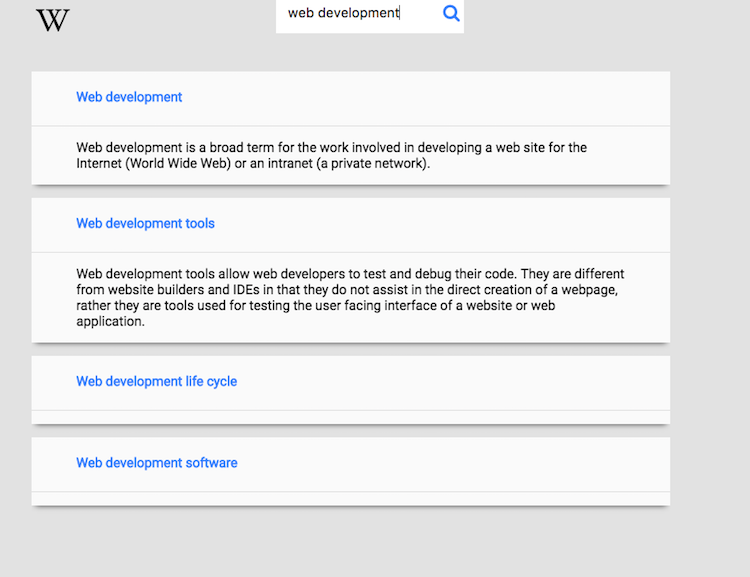 W
web development
Web development
Web development is a broad term for the work involved in developing a web site for the
Internet (World Wide Web) or an intranet (a private network).
Web development tools
Web development tools allow web developers to test and debug their code. They are different
from website builders and IDEs in that they do not assist in the direct creation of a webpage,
rather they are tools used for testing the user facing interface of a website or web
application.
Web development life cycle
Web development software